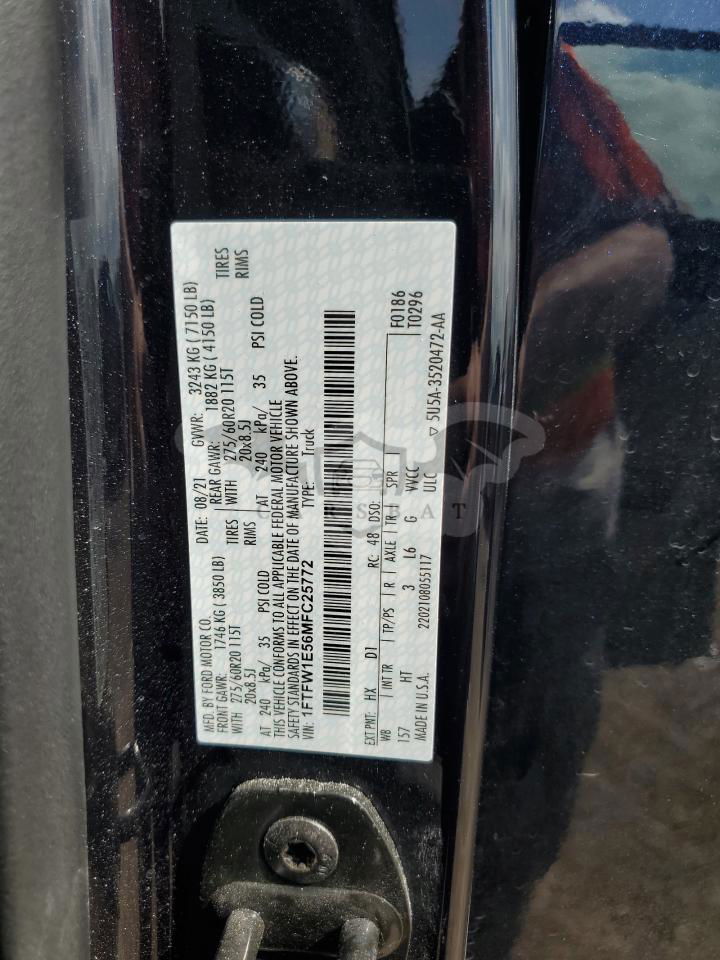 MFD. BY FORD MOTOR CO.
DATE: 08/21 GVWR: 3243 KG ( 7150 LB)
FRONT GAWR: 1746 KG ( 3850 LB) REAR GAWR: 1882 KG ( 4150 LB)
WITH 275/60R20 115T TIRES WITH 275/60R20 115T TIRES
20x8.5J RIMS 20x8.5J RIMS
AT 240 kPa/ 35 PSI COLD AT 240 kPa/ 35 PSI COLD
THIS VEHICLE CONFORMS TO ALL APPLICABLE FEDERAL MOTOR VEHICLE
SAFETY STANDARDS IN EFFECT ON THE DATE OF MANUFACTURE SHOWN ABOVE.
VIN: 1FTFW1E56MFC25772 TYPE: Truck
F0186
T0296
EXT PNT: HX D1 RC: 48 DSO:
WB INT TR TP/PS R AXLE TR SPR
157 HT 3 L6 G VVCC
MADE IN U.S.A. 2202108055117 ULC
▽ 5U5A-3520472-AA